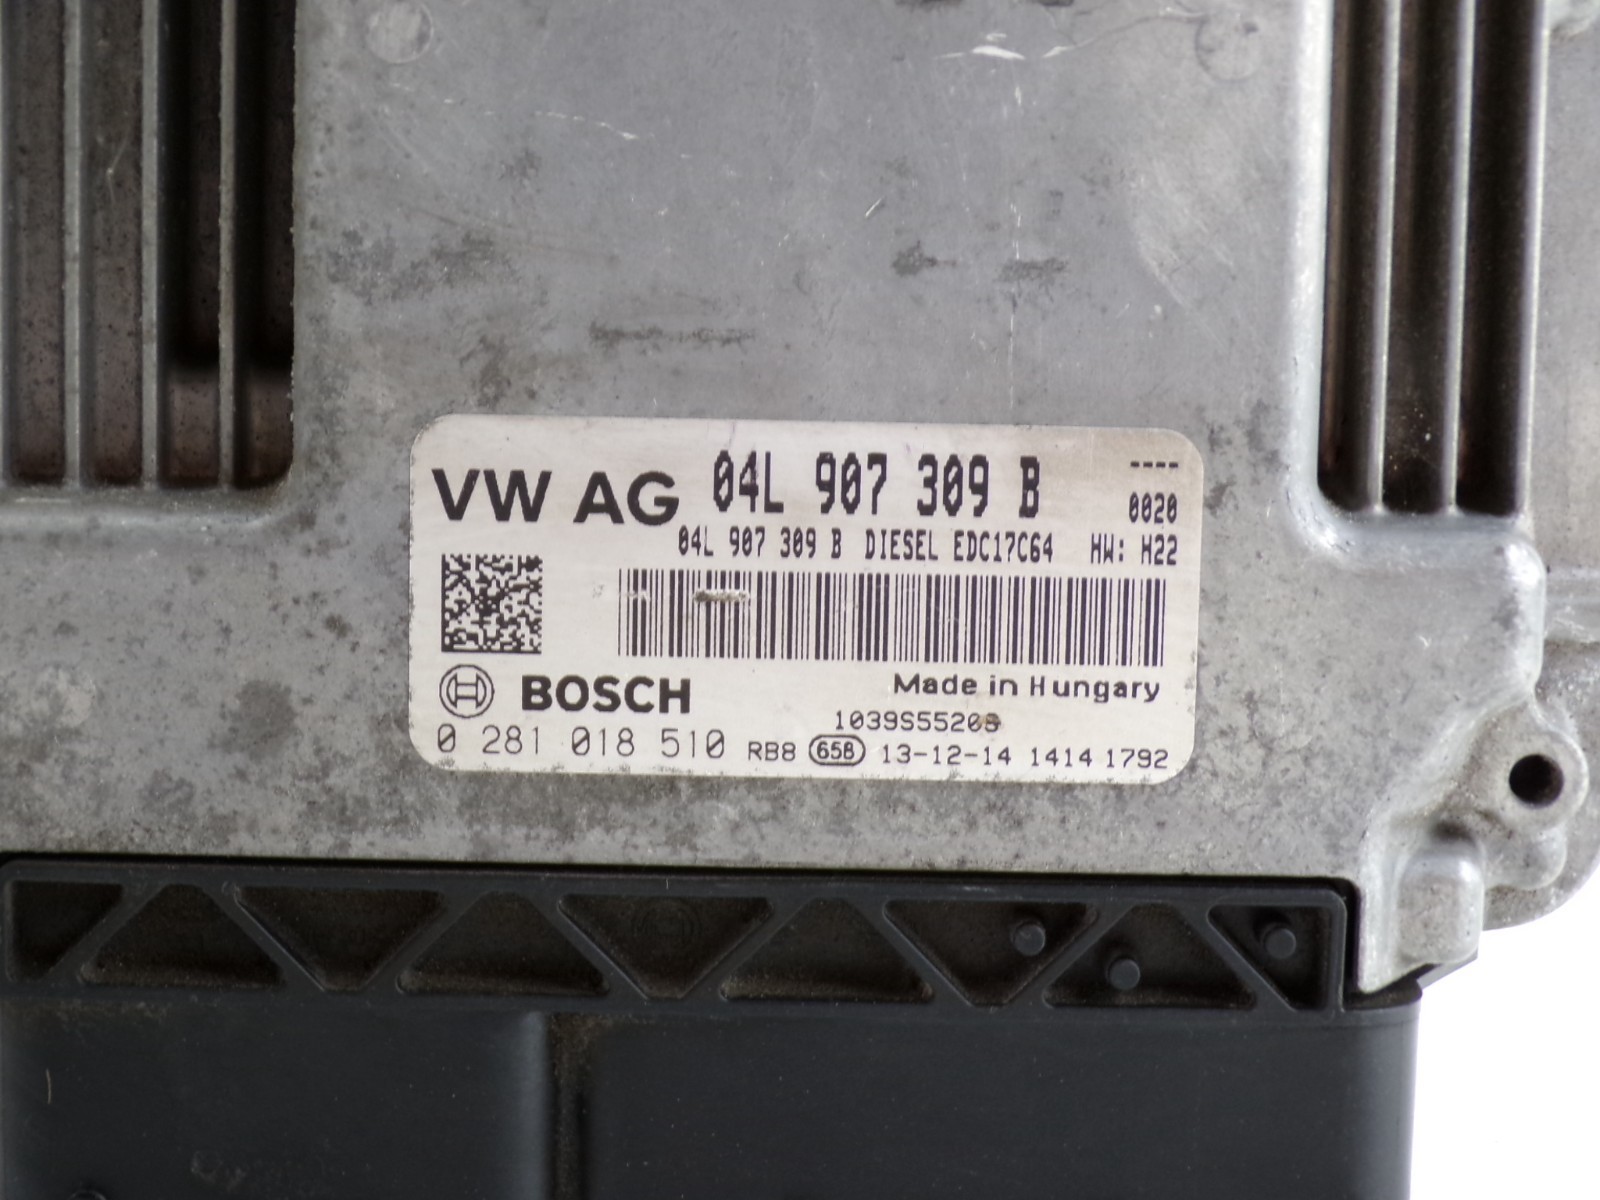 VW AG 04L 907 309 B ----
0020
04L 907 309 B DIESEL EDC17C64 HW: H22
BOSCH Made in Hungary
0 281 018 510 RB8 658 13-12-14 1414 1792